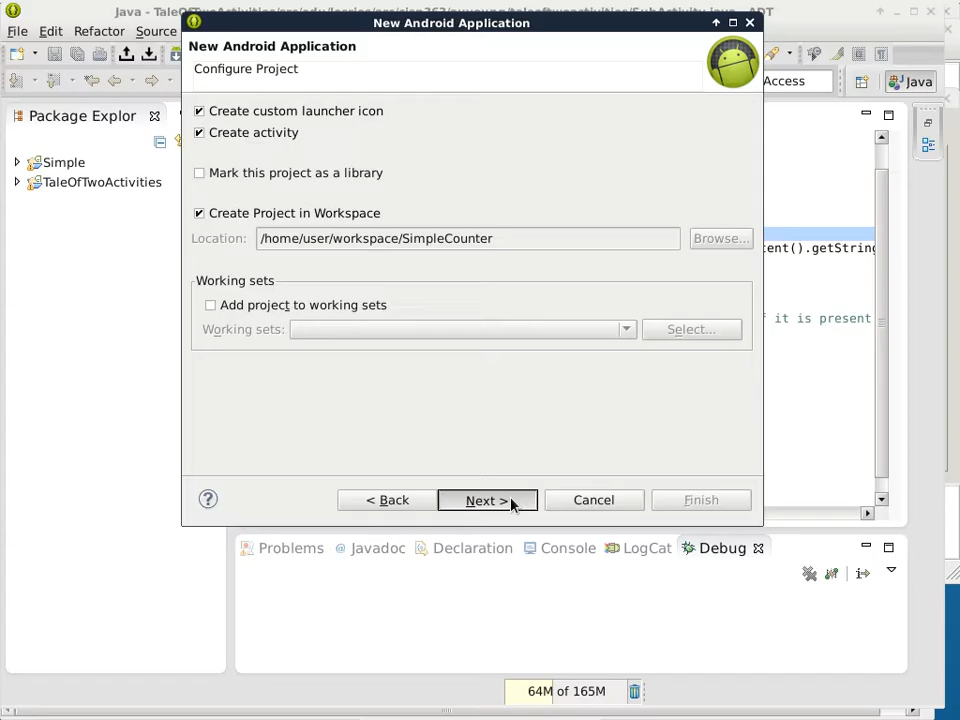 New Android Application
File Edit Refactor Source
New Android Application
Configure Project
Access
Java
Package Explor
Create custom launcher icon
Create activity
Simple
TaleOfTwoActivities
Mark this project as a library
Create Project in Workspace
Location: /home/user/workspace/SimpleCounter Browse...
tent().getString
Working sets
Add project to working sets
Working sets: Select...
f it is present
< Back Next > Cancel Finish
Problems Javadoc Declaration Console LogCat Debug
64M of 165M